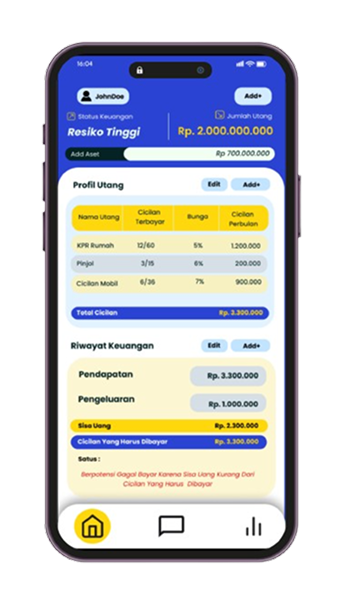 16:04
JohnDoe
Add+
Status Keuangan
Jumlah Utang
Resiko Tinggi
Rp. 2.000.000.000
Add Aset
Rp 700.000.000
Profil Utang
Edit
Add+
Nama Utang Cicilan Terbayar Bunga Cicilan Perbulan
KPR Rumah 12/60 5% 1.200.000
Pinjol 3/15 6% 200.000
Cicilan Mobil 6/36 7% 900.000
Total Cicilan Rp. 3.300.000
Riwayat Keuangan
Edit
Add+
Pendapatan Rp. 3.300.000
Pengeluaran Rp. 1.000.000
Sisa Uang Rp. 2.300.000
Cicilan Yang Harus Dibayar Rp. 3.300.000
Satus :
Berpotensi Gagal Bayar Karena Sisa Uang Kurang Dari
Cicilan Yang Harus Dibayar